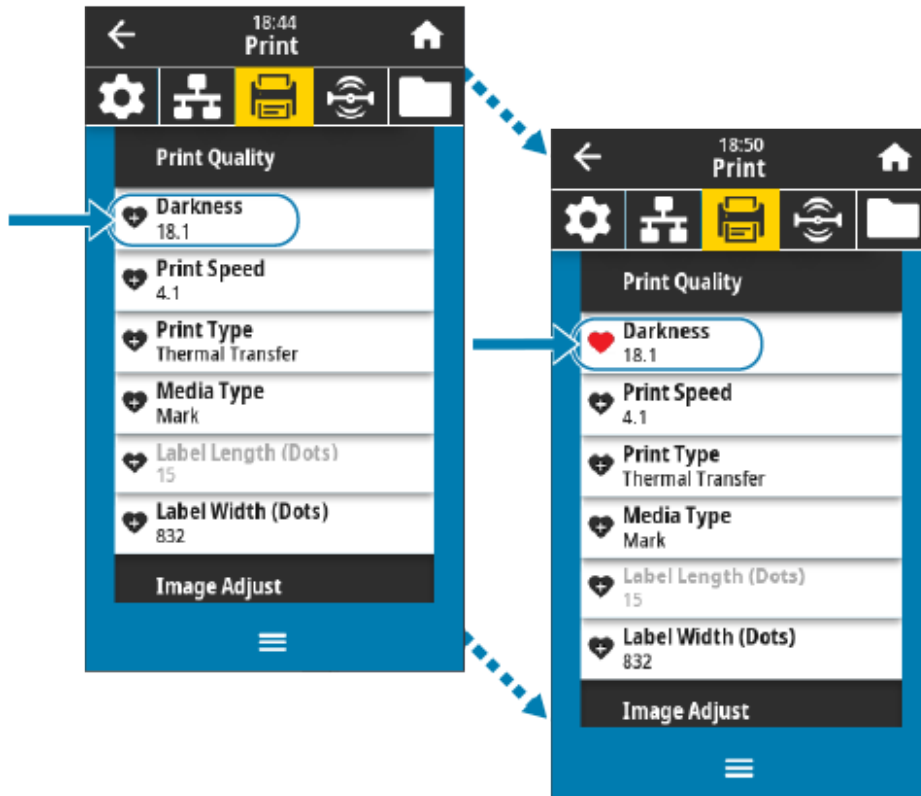 18:44
Print
Print Quality
Darkness
18.1
Print Speed
4.1
Print Type
Thermal Transfer
Media Type
Mark
Label Length (Dots)
15
Label Width (Dots)
832
Image Adjust
18:50
Print
Print Quality
Darkness
18.1
Print Speed
4.1
Print Type
Thermal Transfer
Media Type
Mark
Label Length (Dots)
15
Label Width (Dots)
832
Image Adjust